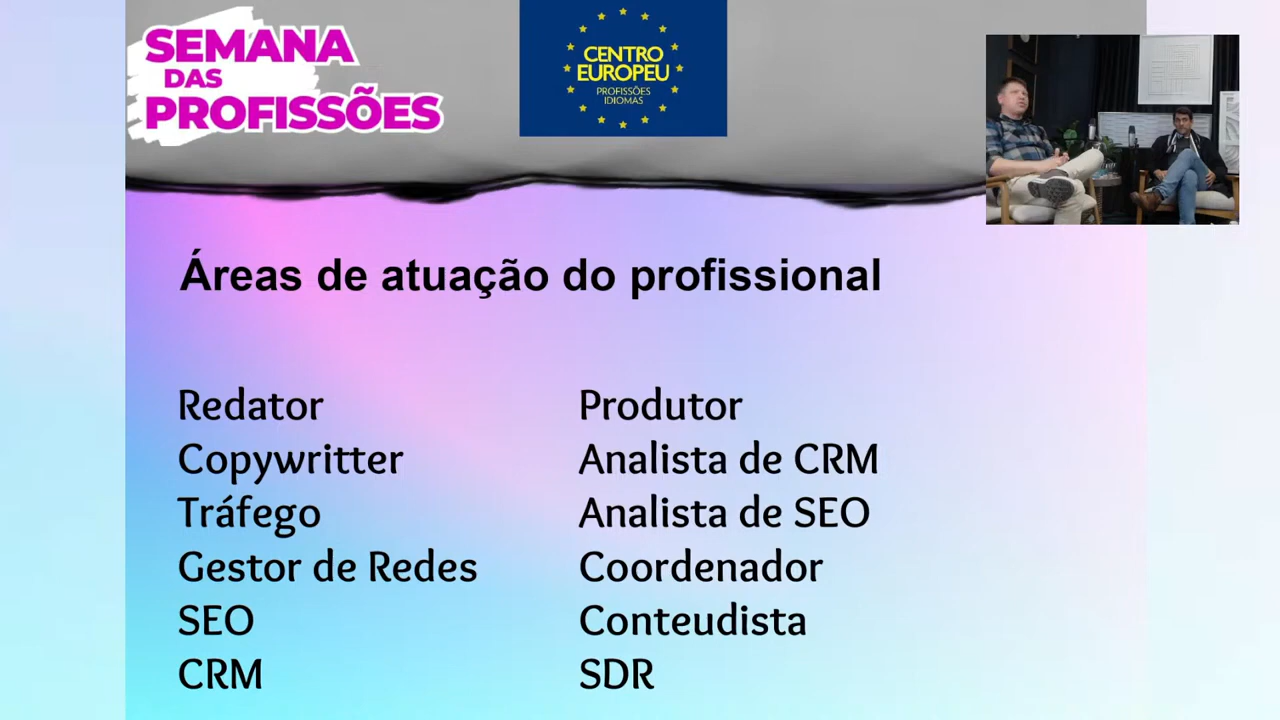 SEMANA
DAS
PROFISSÕES
CENTRO
EUROPEU
PROFISSÕES
IDIOMAS
Áreas de atuação do profissional
Redator
Copywritter
Tráfego
Gestor de Redes
SEO
CRM
Produtor
Analista de CRM
Analista de SEO
Coordenador
Conteudista
SDR